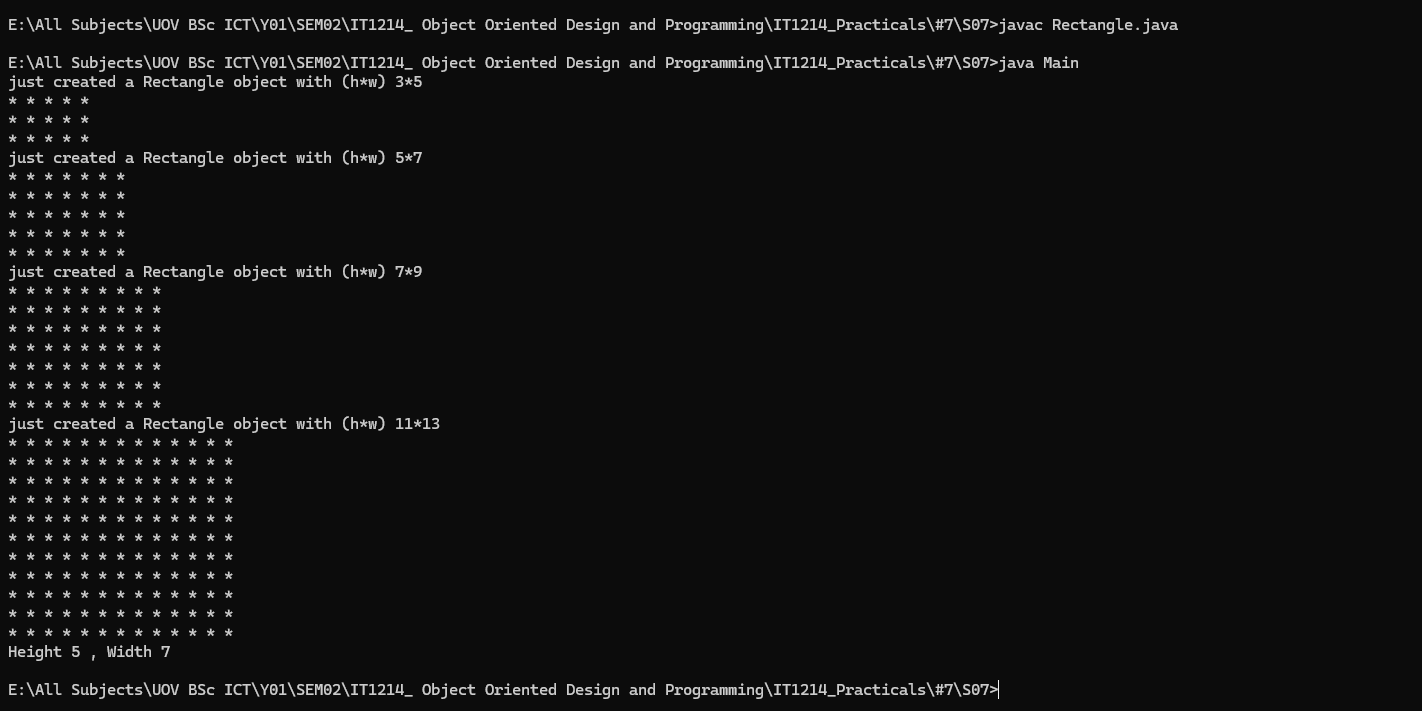 E:\All Subjects\UOV BSc ICT\Y01\SEM02\IT1214_ Object Oriented Design and Programming\IT1214_Practicals\#7\S07>javac Rectangle.java
E:\All Subjects\UOV BSc ICT\Y01\SEM02\IT1214_ Object Oriented Design and Programming\IT1214_Practicals\#7\S07>java Main
just created a Rectangle object with (h*w) 3*5
* * * * *
* * * * *
* * * * *
just created a Rectangle object with (h*w) 5*7
* * * * * * *
* * * * * * *
* * * * * * *
* * * * * * *
* * * * * * *
just created a Rectangle object with (h*w) 7*9
* * * * * * * * *
* * * * * * * * *
* * * * * * * * *
* * * * * * * * *
* * * * * * * * *
* * * * * * * * *
* * * * * * * * *
just created a Rectangle object with (h*w) 11*13
* * * * * * * * * * * * *
* * * * * * * * * * * * *
* * * * * * * * * * * * *
* * * * * * * * * * * * *
* * * * * * * * * * * * *
* * * * * * * * * * * * *
* * * * * * * * * * * * *
* * * * * * * * * * * * *
* * * * * * * * * * * * *
* * * * * * * * * * * * *
* * * * * * * * * * * * *
Height 5 , Width 7
E:\All Subjects\UOV BSc ICT\Y01\SEM02\IT1214_ Object Oriented Design and Programming\IT1214_Practicals\#7\S07>